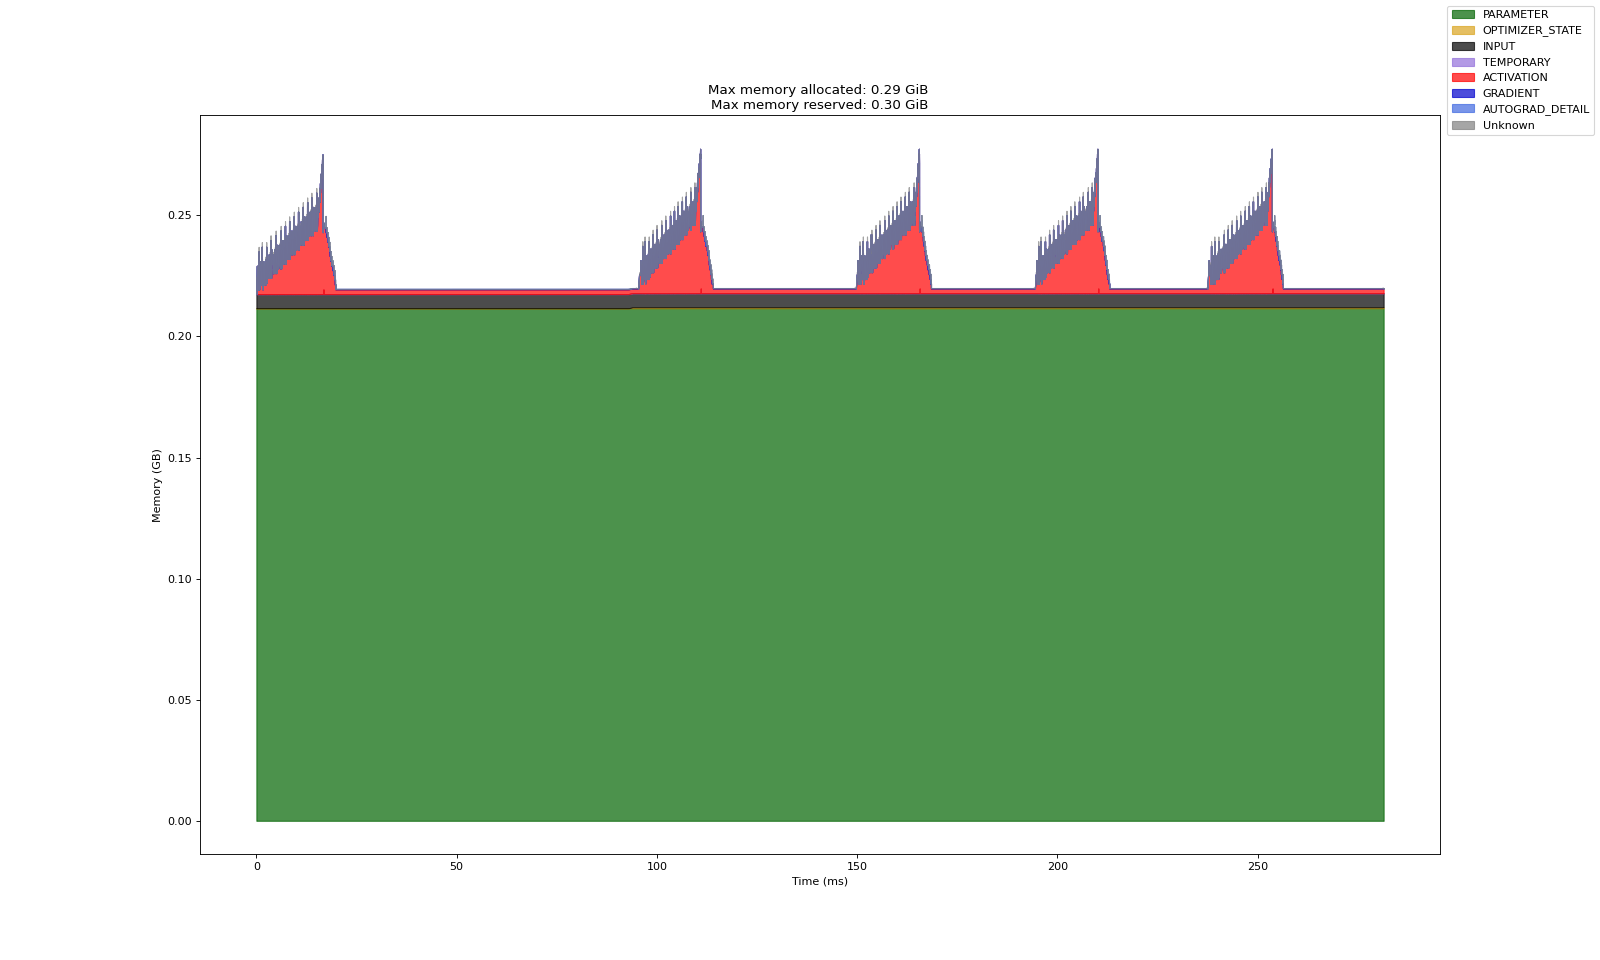 PARAMETER
OPTIMIZER_STATE
INPUT
TEMPORARY
ACTIVATION
GRADIENT
AUTOGRAD_DETAIL
Unknown
Max memory allocated: 0.29 GiB
Max memory reserved: 0.30 GiB
0.25
0.20
0.15
0.10
0.05
0.00
Memory (GB)
0 50 100 150 200 250
Time (ms)